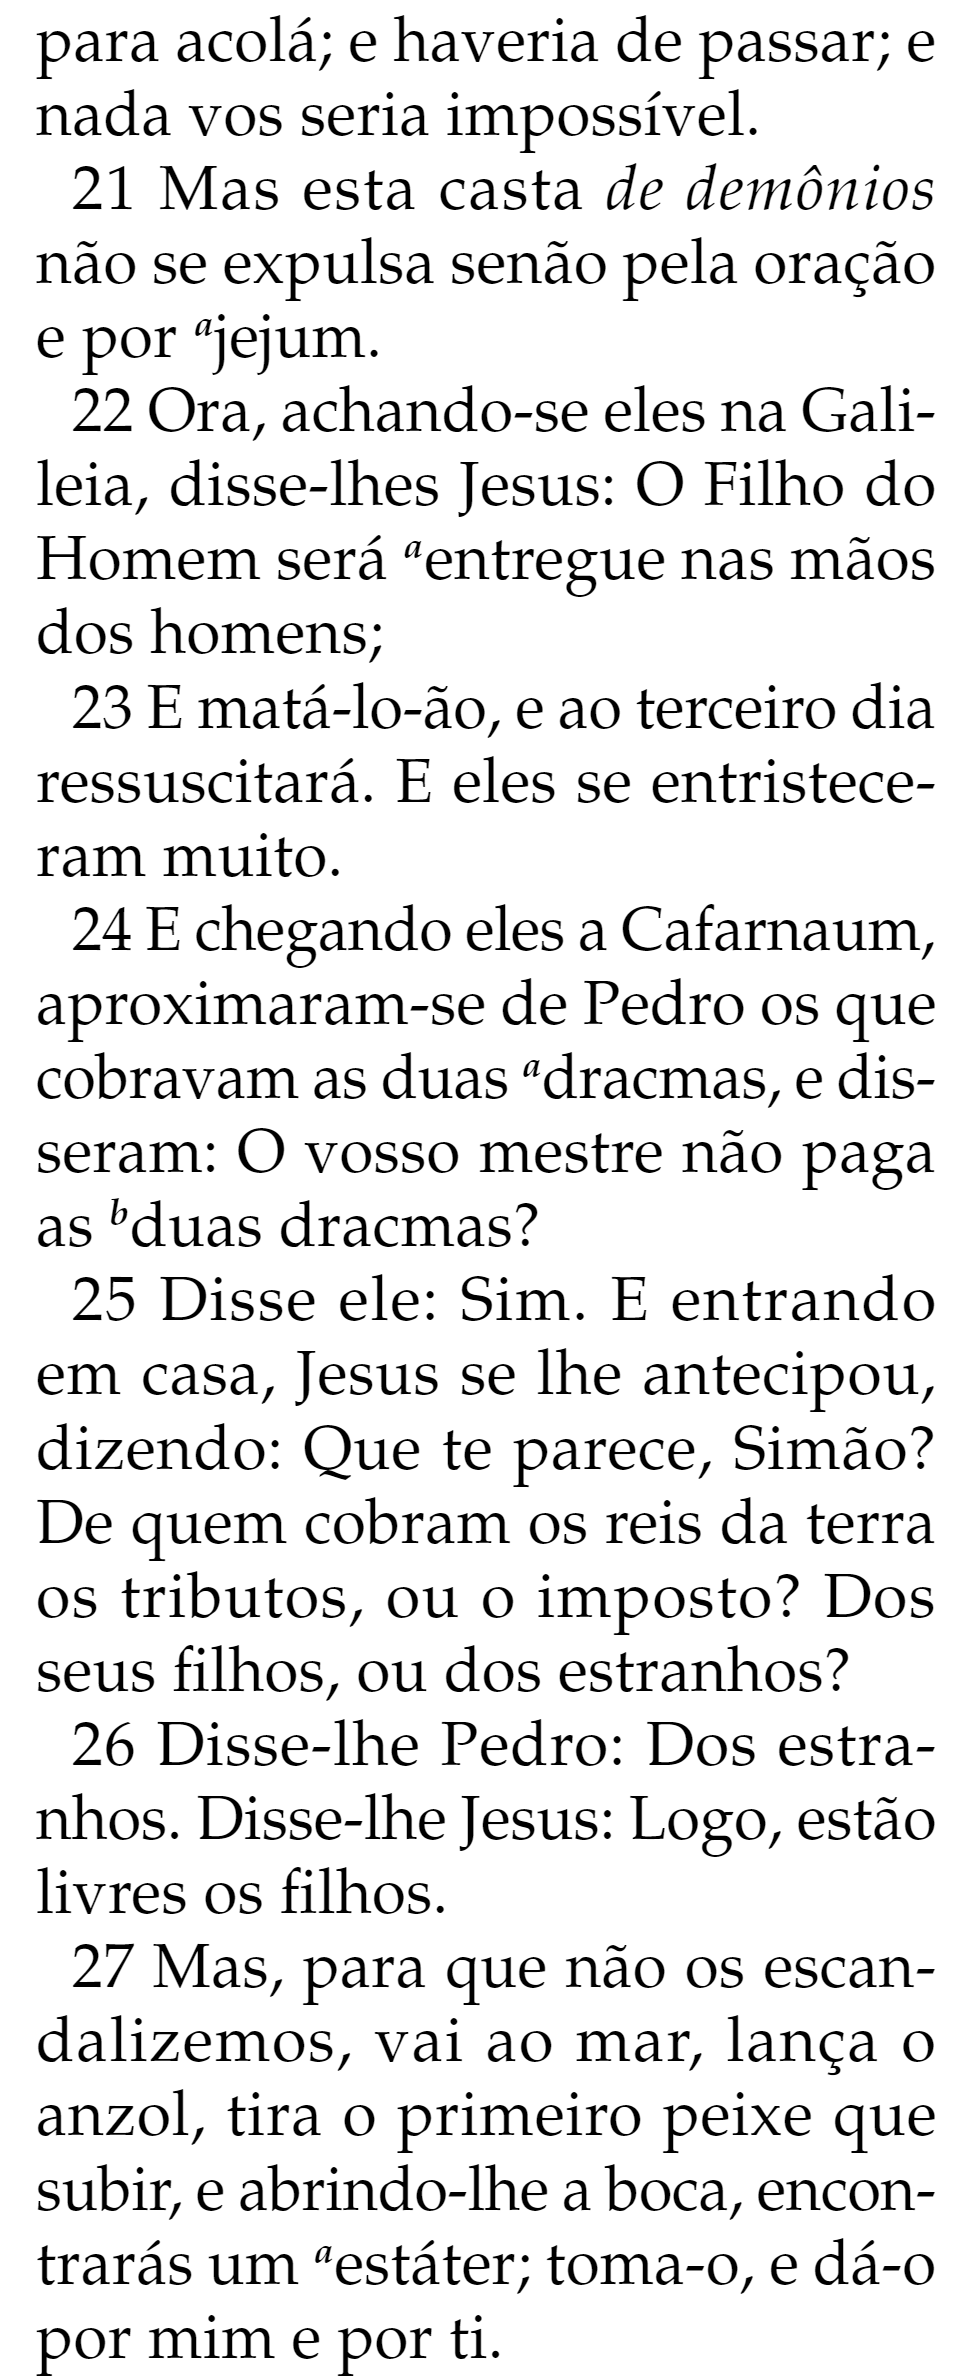 para acolá; e haveria de passar; e
nada vos seria impossível.
21 Mas esta casta de demônios
não se expulsa senão pela oração
e por ajejum.
22 Ora, achando-se eles na Gali-
leia, disse-lhes Jesus: O Filho do
Homem será aentregue nas mãos
dos homens;
23 E matá-lo-ão, e ao terceiro dia
ressuscitará. E eles se entristece-
ram muito.
24 E chegando eles a Cafarnaum,
aproximaram-se de Pedro os que
cobravam as duas adracmas, e dis-
seram: O vosso mestre não paga
as bduas dracmas?
25 Disse ele: Sim. E entrando
em casa, Jesus se lhe antecipou,
dizendo: Que te parece, Simão?
De quem cobram os reis da terra
os tributos, ou o imposto? Dos
seus filhos, ou dos estranhos?
26 Disse-lhe Pedro: Dos estra-
nhos. Disse-lhe Jesus: Logo, estão
livres os filhos.
27 Mas, para que não os escan-
dalizemos, vai ao mar, lança o
anzol, tira o primeiro peixe que
subir, e abrindo-lhe a boca, encon-
trarás um aestáter; toma-o, e dá-o
por mim e por ti.